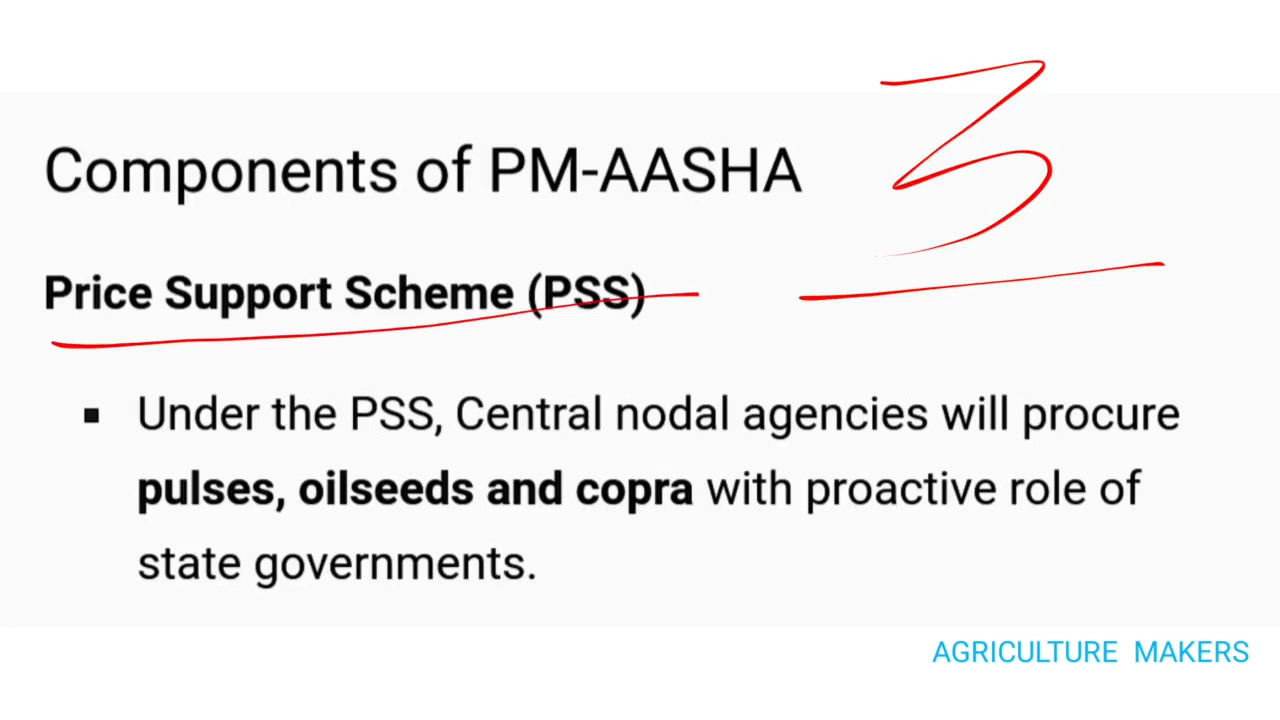 Components of PM-AASHA
3
Price Support Scheme (PSS)
▪ Under the PSS, Central nodal agencies will procure
pulses, oilseeds and copra with proactive role of
state governments.
AGRICULTURE MAKERS